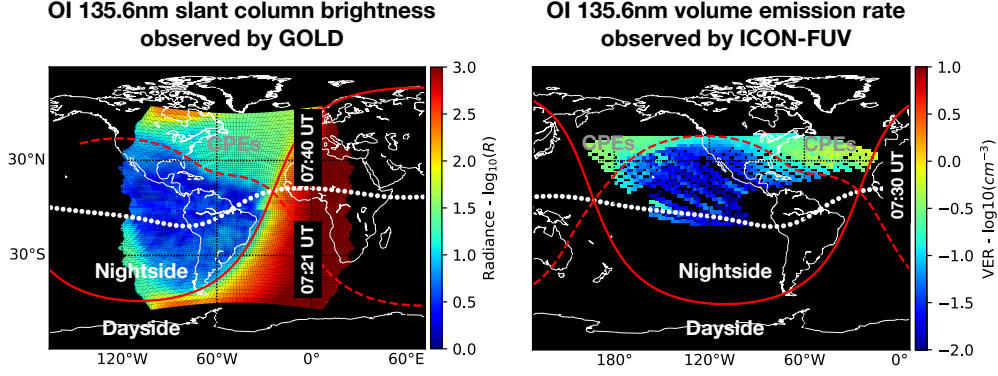 OI 135.6nm slant column brightness
observed by GOLD
OI 135.6nm volume emission rate
observed by ICON-FUV
CPEs
07:40 UT
07:21 UT
30°N
30°S
Nightside
Dayside
120°W
60°W
0°
60°E
3.0
2.5
2.0
1.5
1.0
0.5
0.0
Radiance - log₁₀(R)
CPEs
CPEs
07:30 UT
Nightside
Dayside
180°
120°W
60°W
0°
1.0
0.5
0.0
−0.5
−1.0
−1.5
−2.0
VER - log10(cm⁻³)